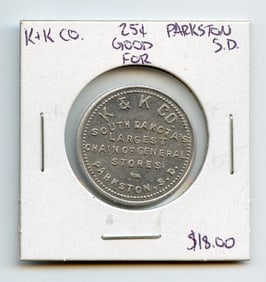 K+K CO.
25¢
GOOD
FOR
PARKSTON
S.D.
K & K CO
SOUTH DAKOTA'S
LARGEST
CHAIN OF GENERAL
STORES
PARKSTON, S.D.
$18.00